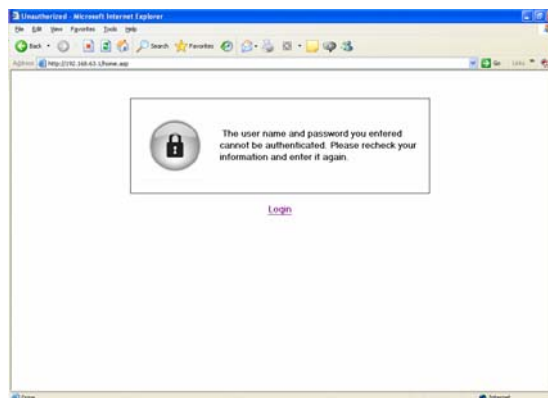 Unauthorized - Microsoft Internet Explorer
File Edit View Favorites Tools Help
Back Search Favorites
Address http://192.168.63.1/home.asp Go Links
The user name and password you entered
cannot be authenticated. Please recheck your
information and enter it again.
Login
Done Internet